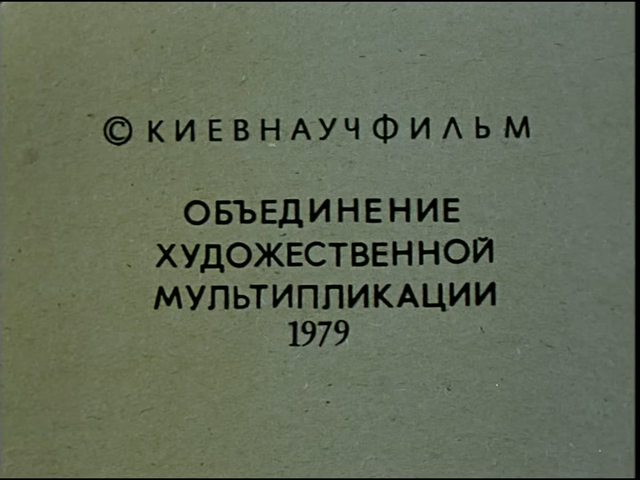 © КИЕВНАУЧФИЛЬМ
ОБЪЕДИНЕНИЕ
ХУДОЖЕСТВЕННОЙ
МУЛЬТИПЛИКАЦИИ
1979